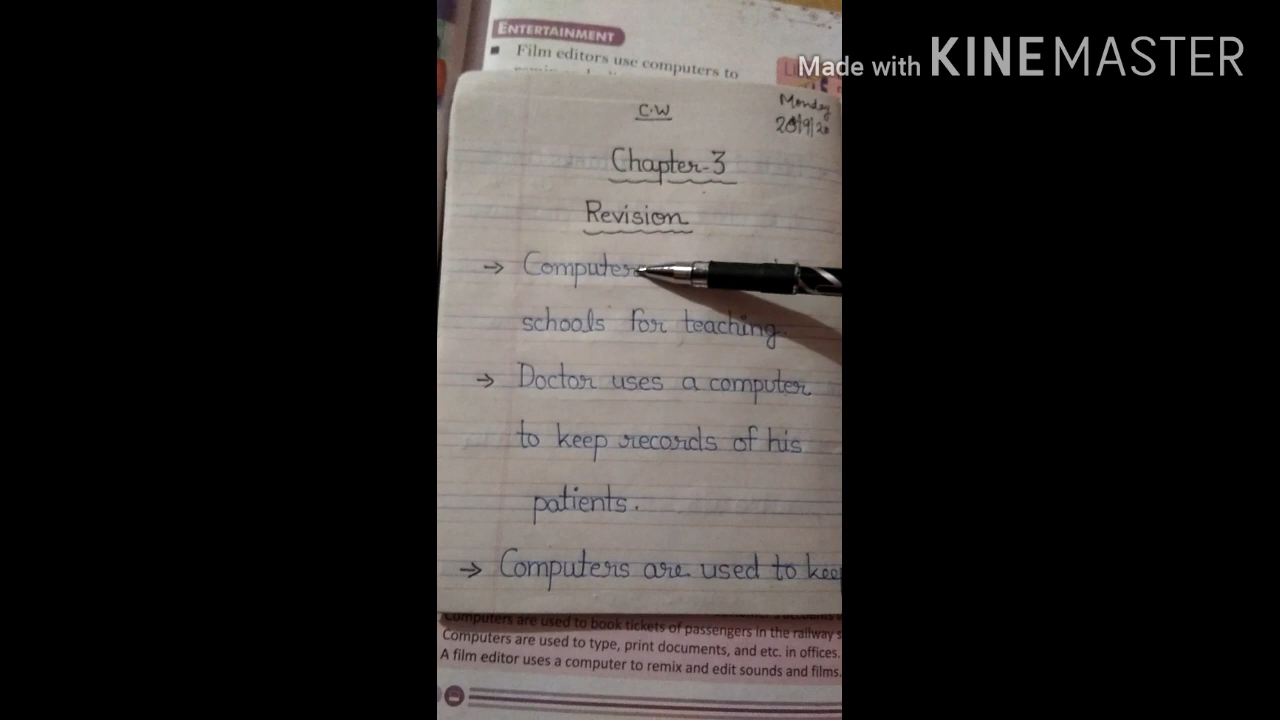 ENTERTAINMENT
Film editors use computers to
Made with KINEMASTER
C.W
Monday
Chapter-3
Revision
→ Computer
schools for teaching.
→ Doctor uses a computer
to keep records of his
patients.
→ Computers are used to keep
Computers are used to book tickets of passengers in the railway s
Computers are used to type, print documents, and etc. in offices.
A film editor uses a computer to remix and edit sounds and films.